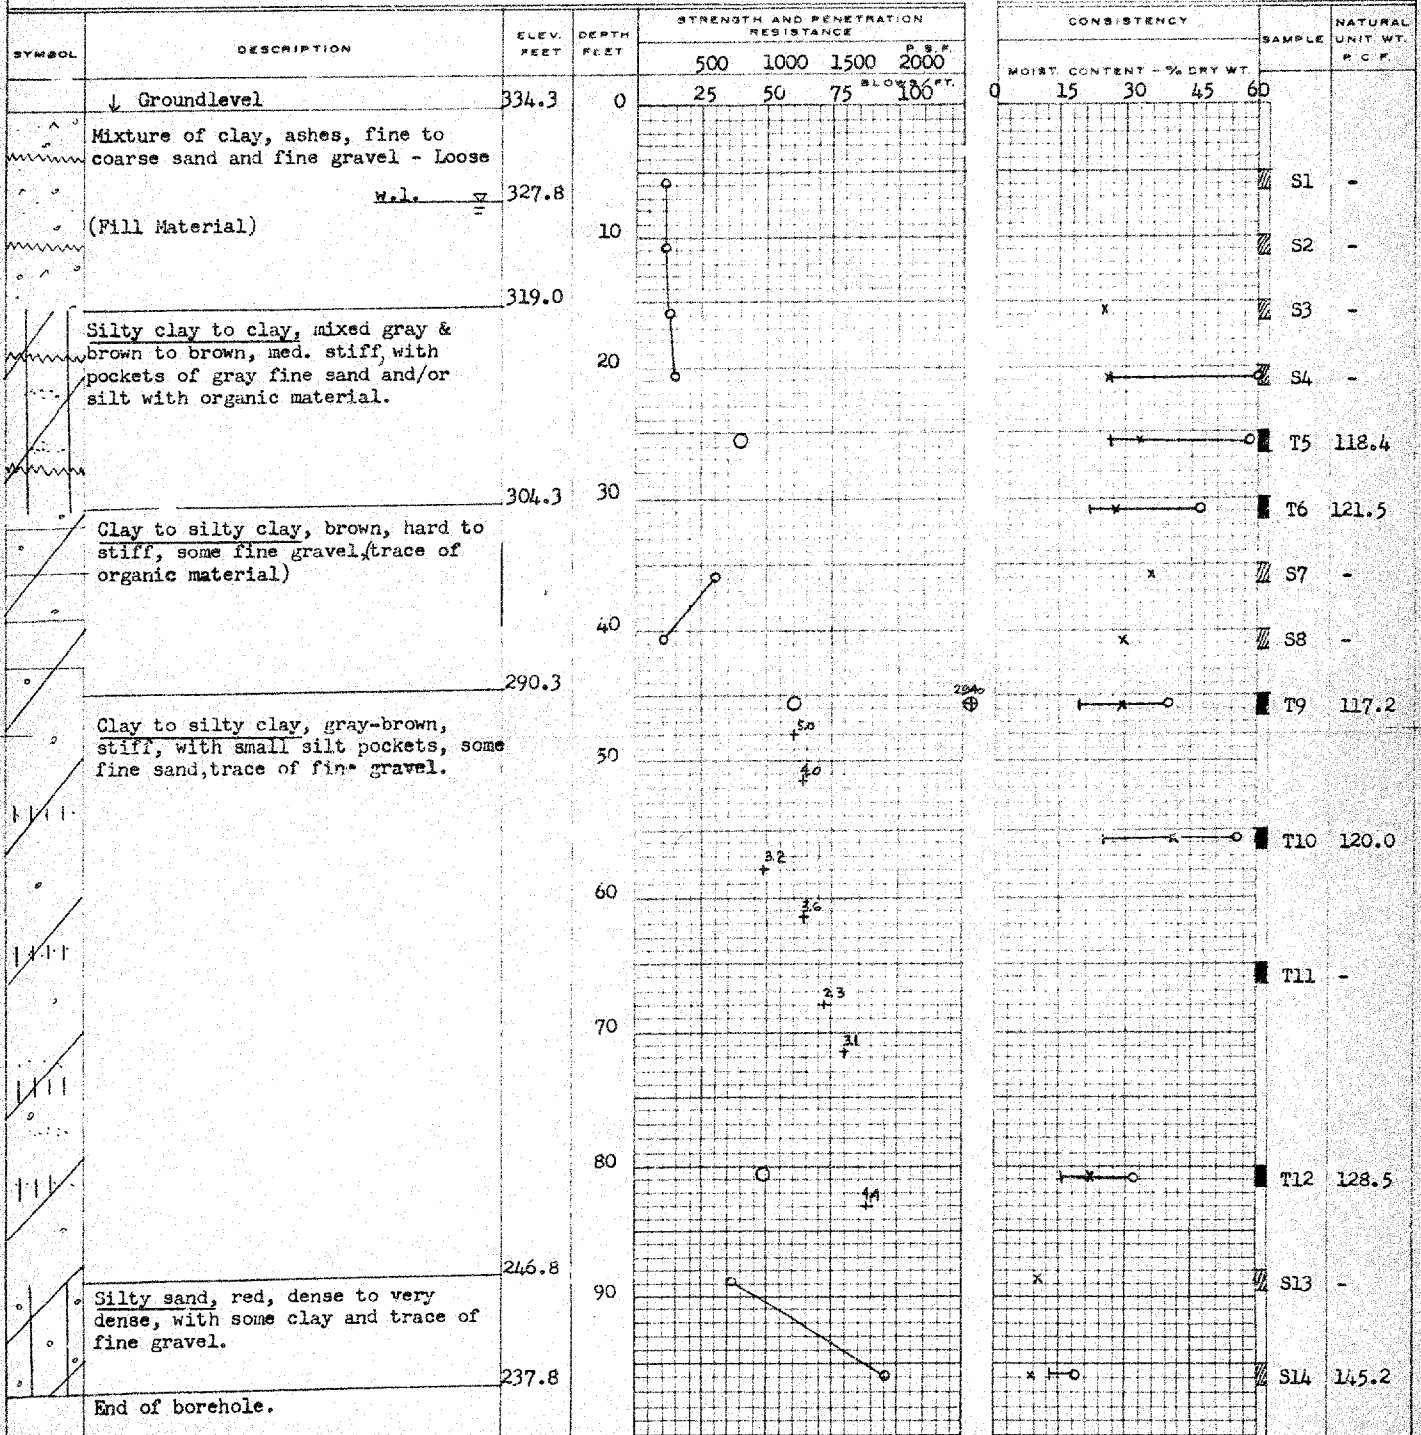 SYMBOL
DESCRIPTION
ELEV. FEET
DEPTH FEET
STRENGTH AND PENETRATION RESISTANCE
P.S.F.
500 1000 1500 2000
BLOWS/FT.
25 50 75 100
CONSISTENCY
MOIST. CONTENT - % DRY WT.
0 15 30 45 60
SAMPLE
NATURAL UNIT WT. P.C.F.
↓ Groundlevel 334.3 0
Mixture of clay, ashes, fine to
coarse sand and fine gravel - Loose
S1 -
w.l. 327.8
(Fill Material)
10
S2 -
319.0
S3 -
Silty clay to clay, mixed gray &
brown to brown, med. stiff, with
pockets of gray fine sand and/or
silt with organic material.
20
S4 -
T5 118.4
304.3 30
T6 121.5
Clay to silty clay, brown, hard to
stiff, some fine gravel,(trace of
organic material)
S7 -
40
S8 -
290.3
T9 117.2
Clay to silty clay, gray-brown,
stiff, with small silt pockets, some
fine sand,trace of fine gravel.
5.0
50
4.0
T10 120.0
3.2
60
3.6
T11 -
2.3
70
3.1
80
T12 128.5
4.4
246.8
90
S13 -
Silty sand, red, dense to very
dense, with some clay and trace of
fine gravel.
237.8
S14 145.2
End of borehole.